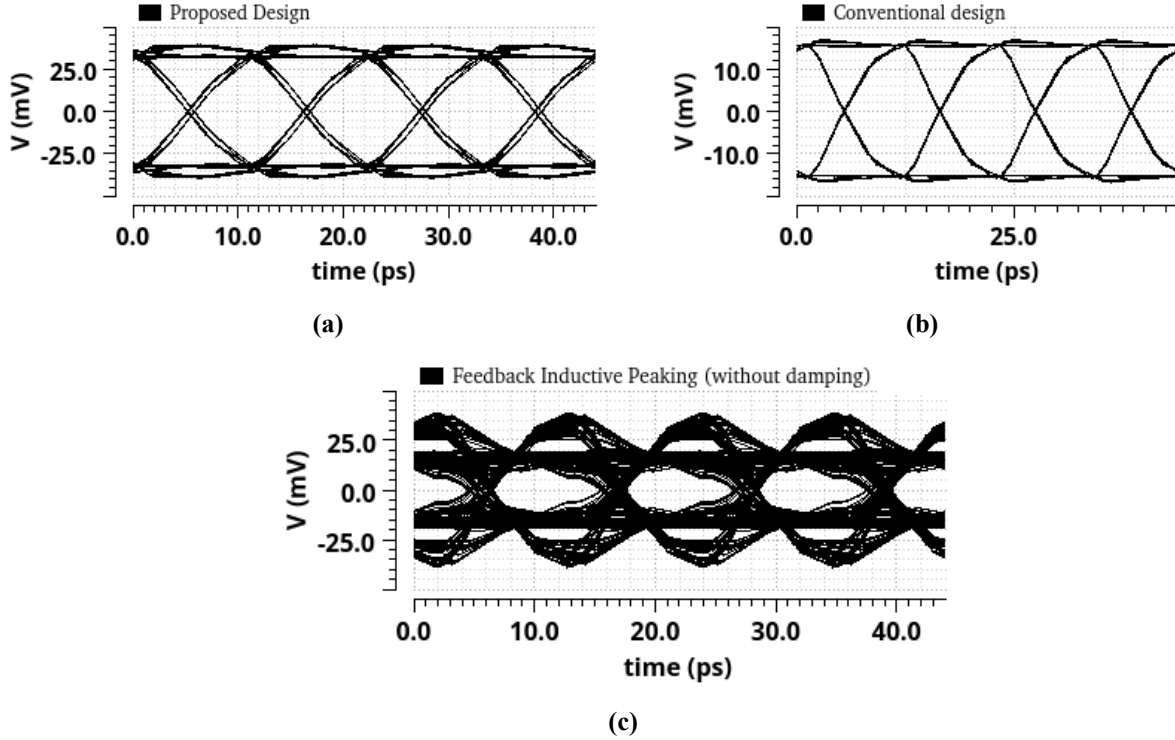 Proposed Design
V (mV)
25.0
0.0
-25.0
0.0 10.0 20.0 30.0 40.0
time (ps)
(a)
Conventional design
V (mV)
10.0
0.0
-10.0
0.0 25.0
time (ps)
(b)
Feedback Inductive Peaking (without damping)
V (mV)
25.0
0.0
-25.0
0.0 10.0 20.0 30.0 40.0
time (ps)
(c)